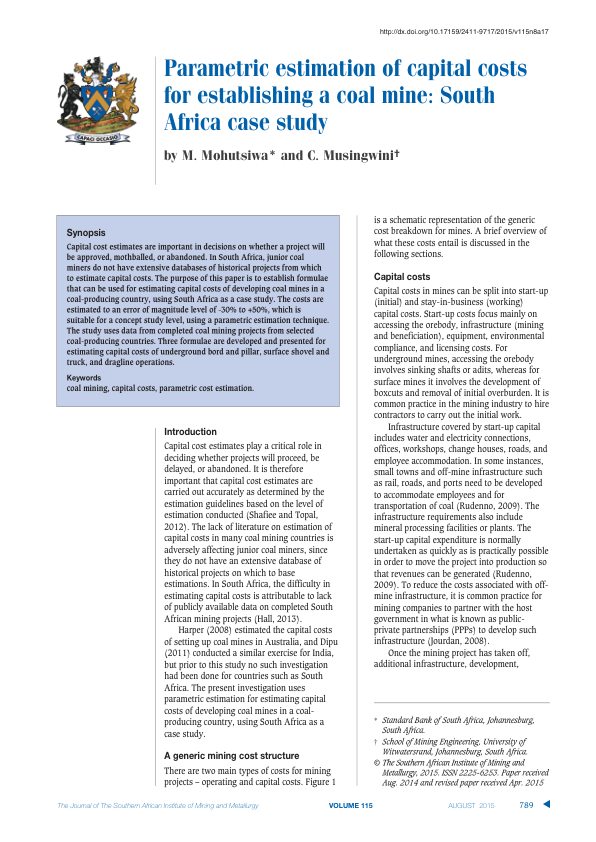 http://dx.doi.org/10.17159/2411-9717/2015/v115n8a17
CAPACI OCCASIO
Parametric estimation of capital costs
for establishing a coal mine: South
Africa case study
by M. Mohutsiwa* and C. Musingwini†
Synopsis
Capital cost estimates are important in decisions on whether a project will
be approved, mothballed, or abandoned. In South Africa, junior coal
miners do not have extensive databases of historical projects from which
to estimate capital costs. The purpose of this paper is to establish formulae
that can be used for estimating capital costs of developing coal mines in a
coal-producing country, using South Africa as a case study. The costs are
estimated to an error of magnitude level of -30% to +50%, which is
suitable for a concept study level, using a parametric estimation technique.
The study uses data from completed coal mining projects from selected
coal-producing countries. Three formulae are developed and presented for
estimating capital costs of underground bord and pillar, surface shovel and
truck, and dragline operations.
Keywords
coal mining, capital costs, parametric cost estimation.
Introduction
Capital cost estimates play a critical role in
deciding whether projects will proceed, be
delayed, or abandoned. It is therefore
important that capital cost estimates are
carried out accurately as determined by the
estimation guidelines based on the level of
estimation conducted (Shafiee and Topal,
2012). The lack of literature on estimation of
capital costs in many coal mining countries is
adversely affecting junior coal miners, since
they do not have an extensive database of
historical projects on which to base
estimations. In South Africa, the difficulty in
estimating capital costs is attributable to lack
of publicly available data on completed South
African mining projects (Hall, 2013).
Harper (2008) estimated the capital costs
of setting up coal mines in Australia, and Dipu
(2011) conducted a similar exercise for India,
but prior to this study no such investigation
had been done for countries such as South
Africa. The present investigation uses
parametric estimation for estimating capital
costs of developing coal mines in a coal-
producing country, using South Africa as a
case study.
A generic mining cost structure
There are two main types of costs for mining
projects – operating and capital costs. Figure 1
is a schematic representation of the generic
cost breakdown for mines. A brief overview of
what these costs entail is discussed in the
following sections.
Capital costs
Capital costs in mines can be split into start-up
(initial) and stay-in-business (working)
capital costs. Start-up costs focus mainly on
accessing the orebody, infrastructure (mining
and beneficiation), equipment, environmental
compliance, and licensing costs. For
underground mines, accessing the orebody
involves sinking shafts or adits, whereas for
surface mines it involves the development of
boxcuts and removal of initial overburden. It is
common practice in the mining industry to hire
contractors to carry out the initial work.
Infrastructure covered by start-up capital
includes water and electricity connections,
offices, workshops, change houses, roads, and
employee accommodation. In some instances,
small towns and off-mine infrastructure such
as rail, roads, and ports need to be developed
to accommodate employees and for
transportation of coal (Rudenno, 2009). The
infrastructure requirements also include
mineral processing facilities or plants. The
start-up capital expenditure is normally
undertaken as quickly as is practically possible
in order to move the project into production so
that revenues can be generated (Rudenno,
2009). To reduce the costs associated with off-
mine infrastructure, it is common practice for
mining companies to partner with the host
government in what is known as public-
private partnerships (PPPs) to develop such
infrastructure (Jourdan, 2008).
Once the mining project has taken off,
additional infrastructure, development,
* Standard Bank of South Africa, Johannesburg,
South Africa.
† School of Mining Engineering, University of
Witwatersrand, Johannesburg, South Africa.
© The Southern African Institute of Mining and
Metallurgy, 2015. ISSN 2225-6253. Paper received
Aug. 2014 and revised paper received Apr. 2015
The Journal of The Southern African Institute of Mining and Metallurgy VOLUME 115 AUGUST 2015 789